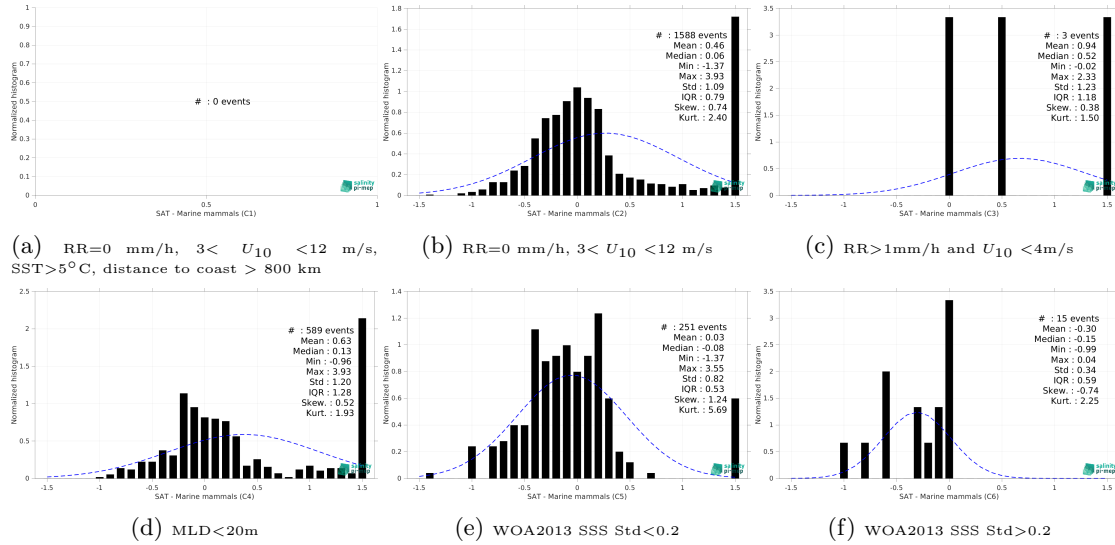 1
0.9
0.8
0.7
0.6
0.5
0.4
0.3
0.2
0.1
0
Normalized histogram
# : 0 events
0 0.5 1
SAT - Marine mammals (C1)
salinity
pi-mep
(a) RR=0 mm/h, 3< U10 <12 m/s,
SST>5°C, distance to coast > 800 km
1.8
1.6
1.4
1.2
1
0.8
0.6
0.4
0.2
0
Normalized histogram
# : 1588 events
Mean : 0.46
Median : 0.06
Min : -1.37
Max : 3.93
Std : 1.09
IQR : 0.79
Skew. : 0.74
Kurt. : 2.40
-1.5 -1 -0.5 0 0.5 1 1.5
SAT - Marine mammals (C2)
salinity
pi-mep
(b) RR=0 mm/h, 3< U10 <12 m/s
3.5
3
2.5
2
1.5
1
0.5
0
Normalized histogram
# : 3 events
Mean : 0.94
Median : 0.52
Min : -0.02
Max : 2.33
Std : 1.23
IQR : 1.18
Skew. : 0.38
Kurt. : 1.50
-1.5 -1 -0.5 0 0.5 1 1.5
SAT - Marine mammals (C3)
salinity
pi-mep
(c) RR>1mm/h and U10 <4m/s
2.5
2
1.5
1
0.5
0
Normalized histogram
# : 589 events
Mean : 0.63
Median : 0.13
Min : -0.96
Max : 3.93
Std : 1.20
IQR : 1.28
Skew. : 0.52
Kurt. : 1.93
-1.5 -1 -0.5 0 0.5 1 1.5
SAT - Marine mammals (C4)
salinity
pi-mep
(d) MLD<20m
1.4
1.2
1
0.8
0.6
0.4
0.2
0
Normalized histogram
# : 251 events
Mean : 0.03
Median : -0.08
Min : -1.37
Max : 3.55
Std : 0.82
IQR : 0.53
Skew. : 1.24
Kurt. : 5.69
-1.5 -1 -0.5 0 0.5 1 1.5
SAT - Marine mammals (C5)
salinity
pi-mep
(e) WOA2013 SSS Std<0.2
3.5
3
2.5
2
1.5
1
0.5
0
Normalized histogram
# : 15 events
Mean : -0.30
Median : -0.15
Min : -0.99
Max : 0.04
Std : 0.34
IQR : 0.59
Skew. : -0.74
Kurt. : 2.25
-1.5 -1 -0.5 0 0.5 1 1.5
SAT - Marine mammals (C6)
salinity
pi-mep
(f) WOA2013 SSS Std>0.2